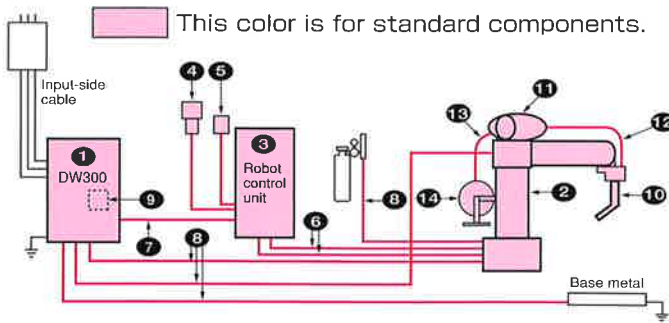 This color is for standard components.
Input-side
cable
4
5
11
13
12
1
DW300
3
Robot
control
unit
9
8
14
2
10
7
8
6
Base metal